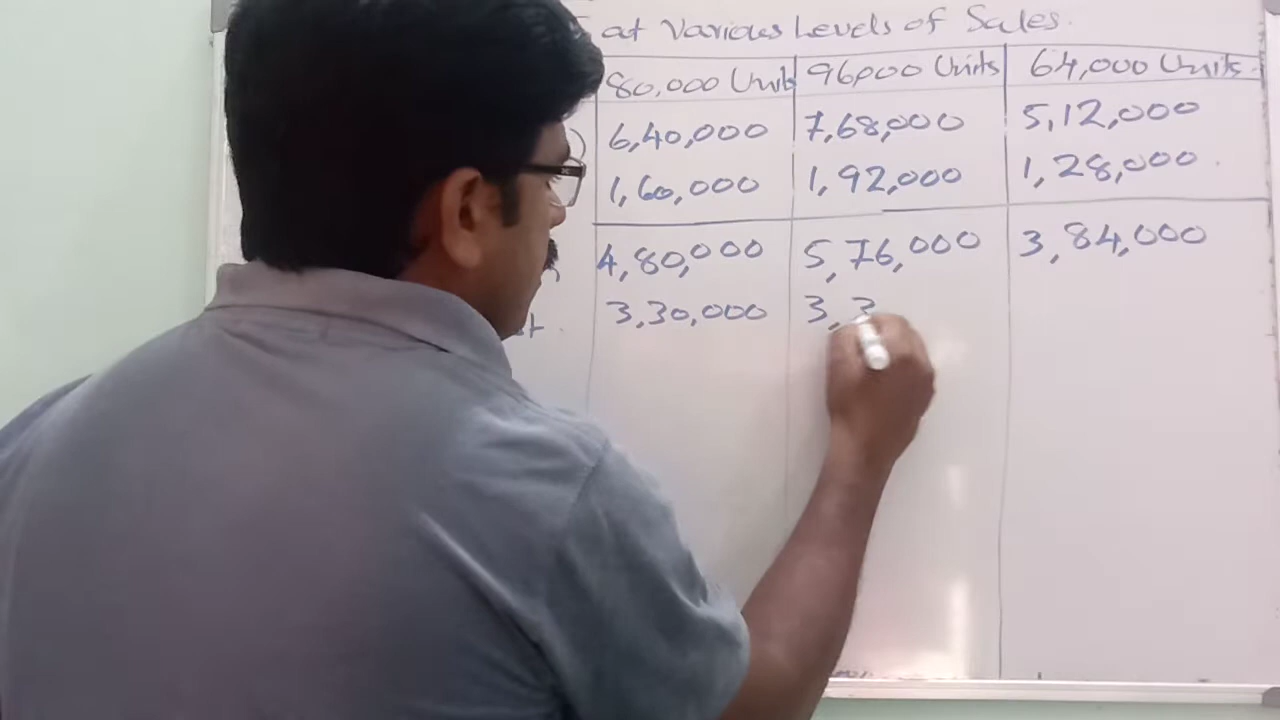 at Various Levels of Sales.
80,000 Units 96,000 Units 64,000 Units.
6,40,000 7,68,000 5,12,000
1,60,000 1,92,000 1,28,000.
4,80,000 5,76,000 3,84,000
3,30,000 3,3